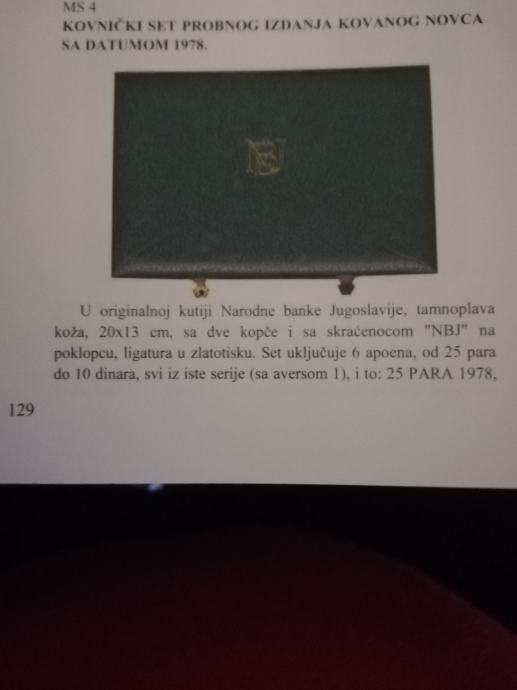 MS 4
KOVNIČKI SET PROBNOG IZDANJA KOVANOG NOVCA
SA DATUMOM 1978.
NBJ
U originalnoj kutiji Narodne banke Jugoslavije, tamnoplava
koža, 20x13 cm, sa dve kopče i sa skraćenocom "NBJ" na
poklopcu, ligatura u zlatotisku. Set uključuje 6 apoena, od 25 para
do 10 dinara, svi iz iste serije (sa aversom 1), i to: 25 PARA 1978,
129